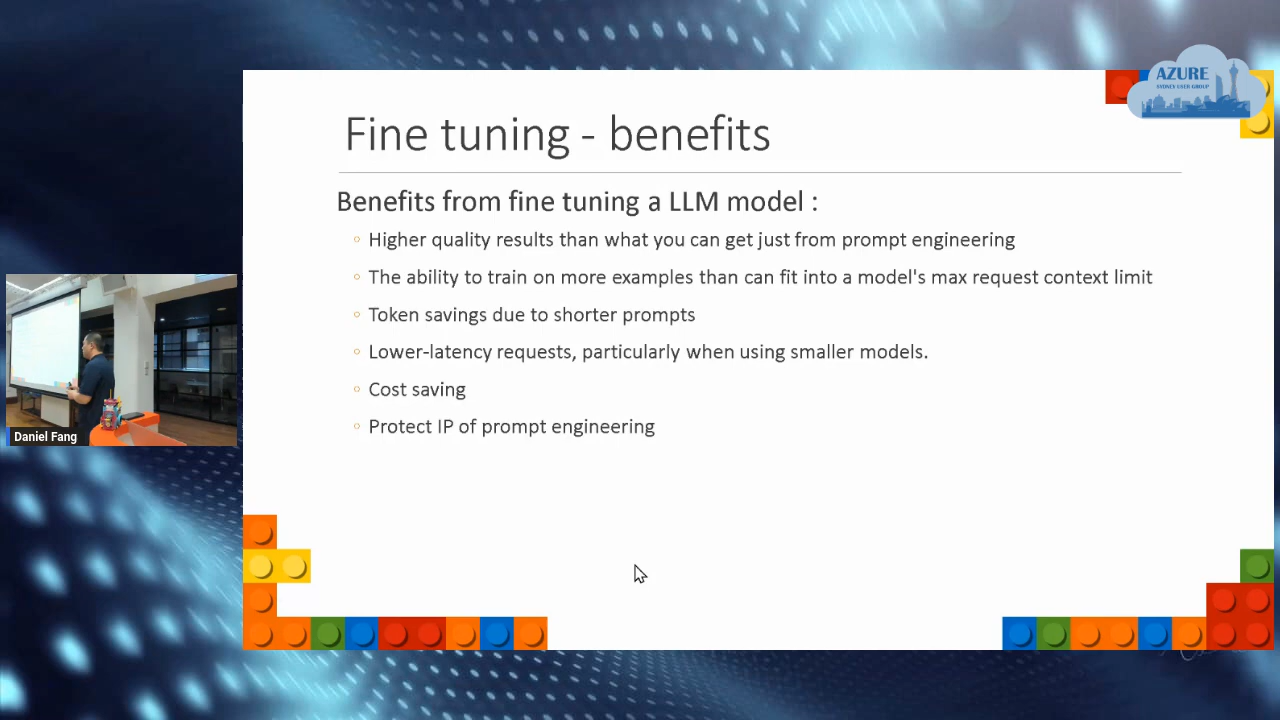 AZURE
SYDNEY USER GROUP
Fine tuning - benefits
Benefits from fine tuning a LLM model :
Higher quality results than what you can get just from prompt engineering
The ability to train on more examples than can fit into a model's max request context limit
Token savings due to shorter prompts
Lower-latency requests, particularly when using smaller models.
Cost saving
Protect IP of prompt engineering
Daniel Fang